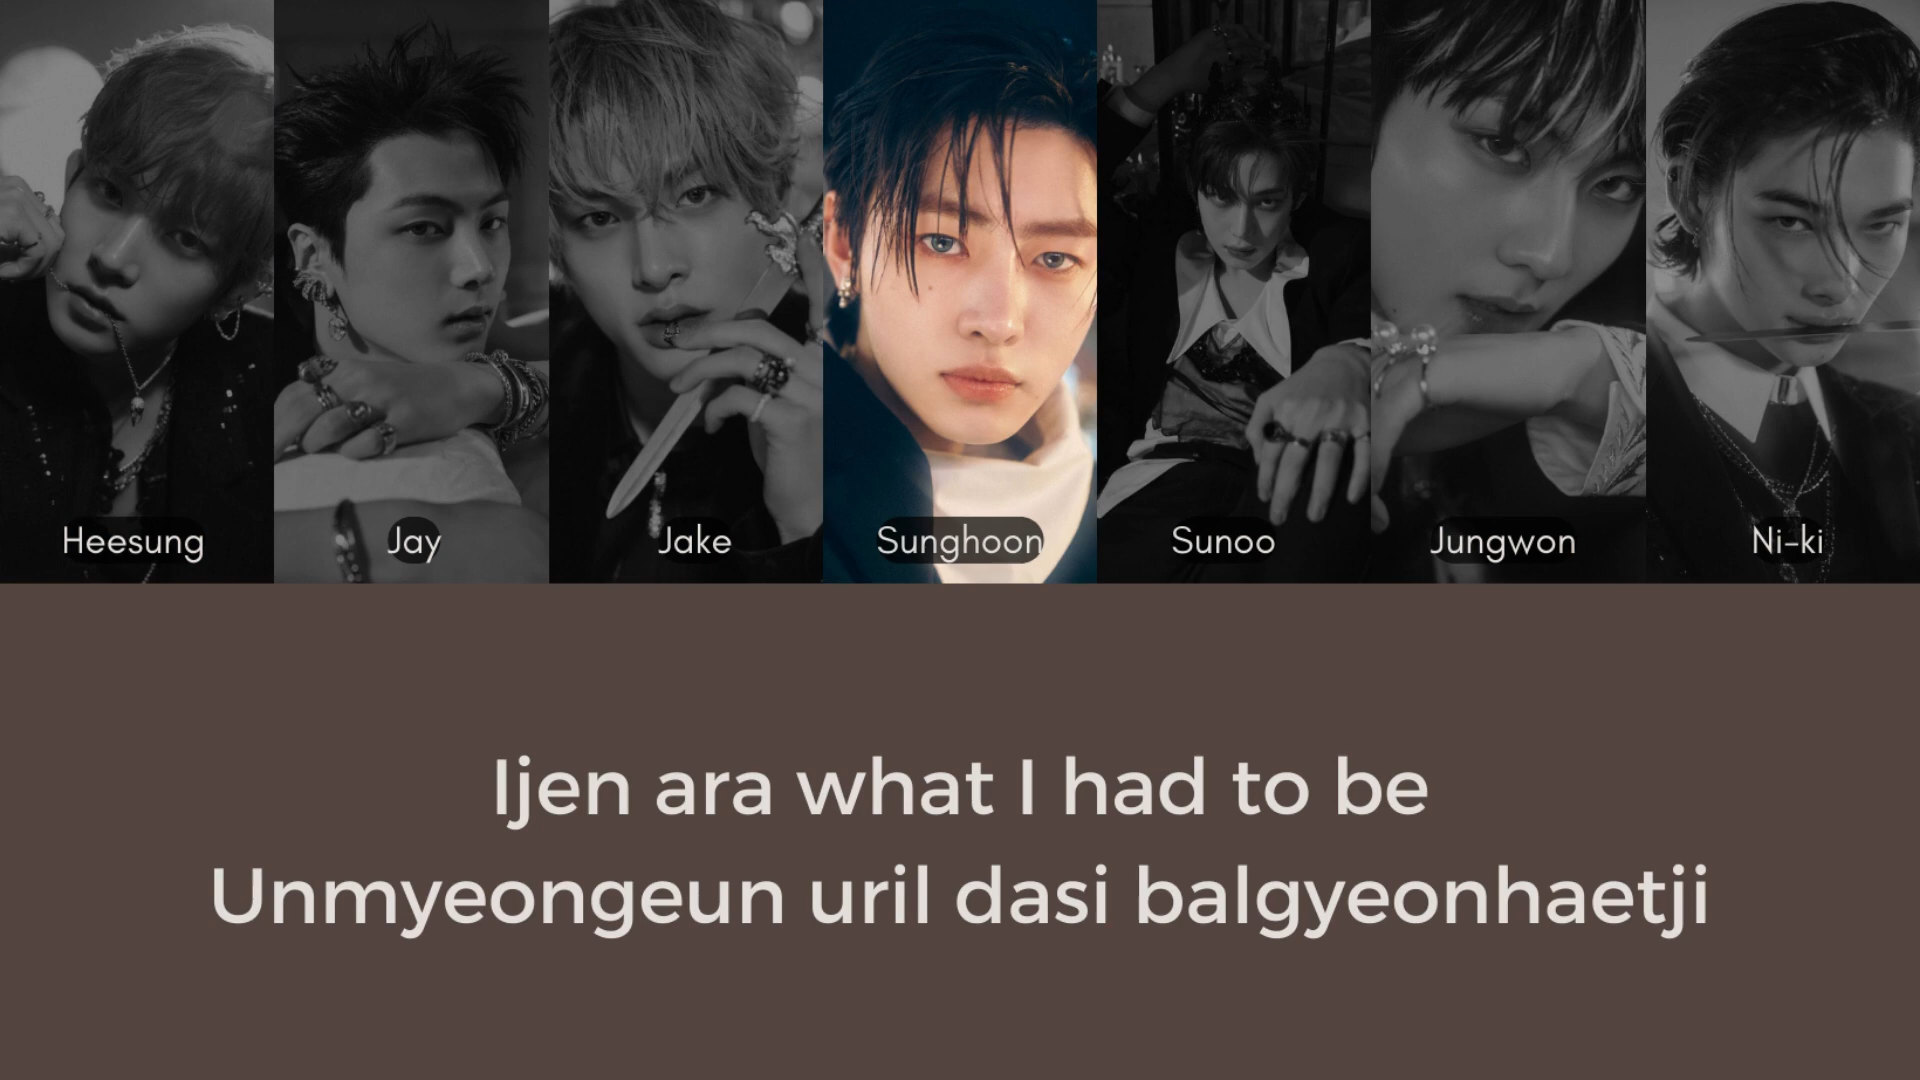 Heesung
Jay
Jake
Sunghoon
Sunoo
Jungwon
Ni-ki
Ijen ara what I had to be
Unmyeongeun uril dasi balgyeonhaetji